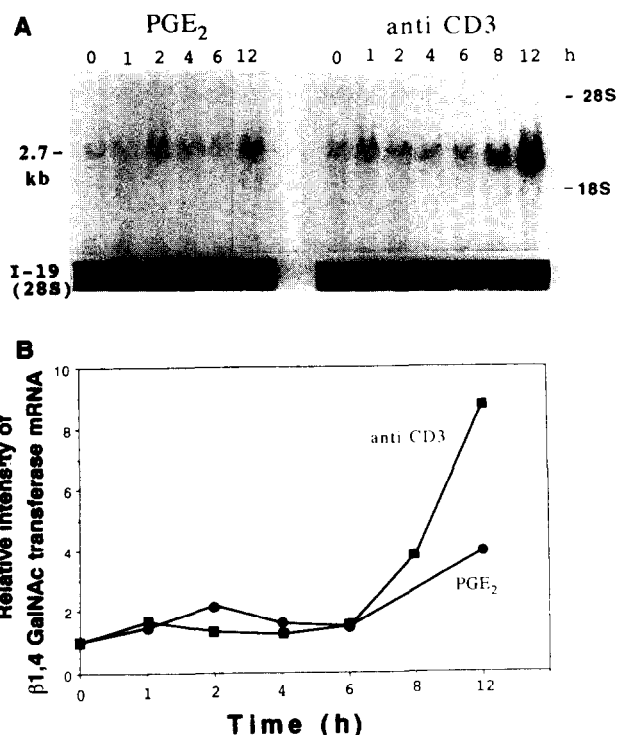 A
PGE2
anti CD3
0 1 2 4 6 12
0 1 2 4 6 8 12 h
- 28S
2.7-
kb
-18S
I-19
(28S)
B
Relative intensity of
β1,4 GalNAc transferase mRNA
10
8
6
4
2
0
anti CD3
PGE2
0 1 2 4 6 8 12
Time (h)